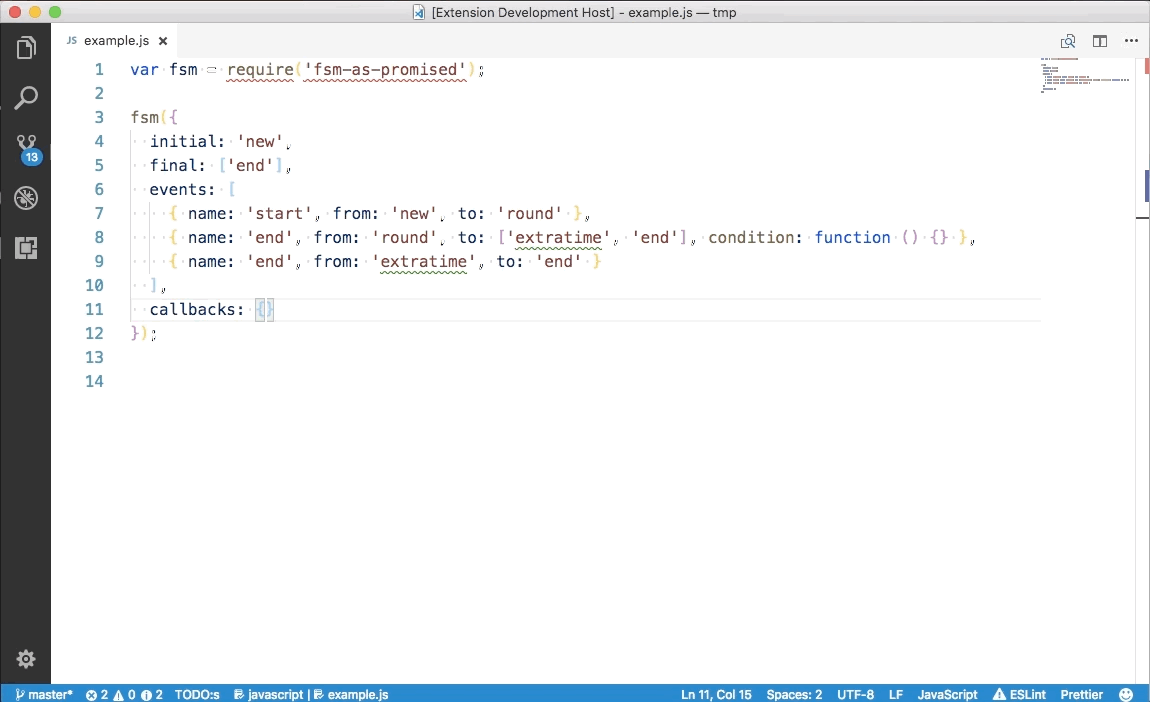 [Extension Development Host] - example.js — tmp
JS example.js
1 var fsm = require('fsm-as-promised');
2
3 fsm({
4   initial: 'new',
5   final: ['end'],
6   events: [
7     { name: 'start', from: 'new', to: 'round' },
8     { name: 'end', from: 'round', to: ['extratime', 'end'], condition: function () {} },
9     { name: 'end', from: 'extratime', to: 'end' }
10   ],
11   callbacks: {}
12 });
13
14
13
master* 2 0 2 TODO:s javascript | example.js Ln 11, Col 15 Spaces: 2 UTF-8 LF JavaScript ESLint Prettier